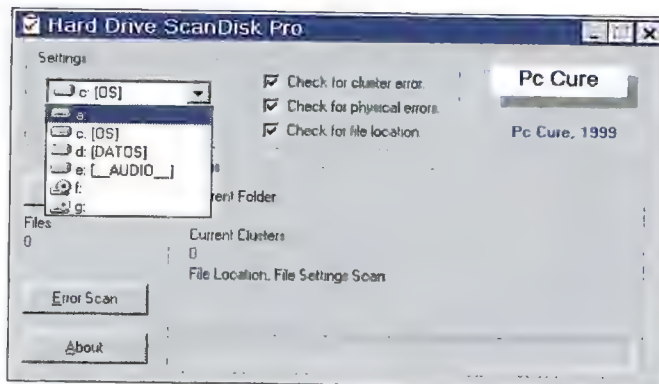 Hard Drive ScanDisk Pro
Settings
c: [OS]
a:
c: [OS]
d: [DATOS]
e: [__AUDIO__]
f:
g:
Check for cluster error.
Check for physical errors.
Check for file location
Pc Cure
Pc Cure, 1999
Folder
Files
0
Current Clusters
0
File Location, File Settings Scan
Error Scan
About